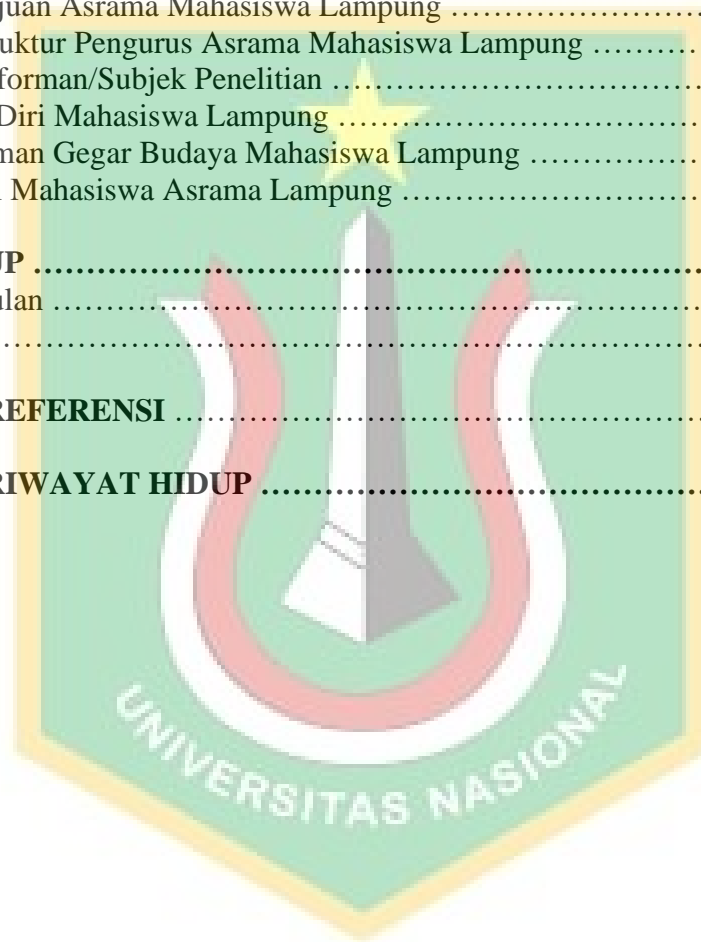 juan Asrama Mahasiswa Lampung ……………………………
uktur Pengurus Asrama Mahasiswa Lampung ………
forman/Subjek Penelitian ……………………………………
Diri Mahasiswa Lampung ……………………………………
man Gegar Budaya Mahasiswa Lampung ………………
Mahasiswa Asrama Lampung ………………………………
UP ……………………………………………………………………
ulan …………………………………………………………………
……………………………………………………………………
REFERENSI ……………………………………………………
RIWAYAT HIDUP ……………………………………………
UNIVERSITAS NASIONAL